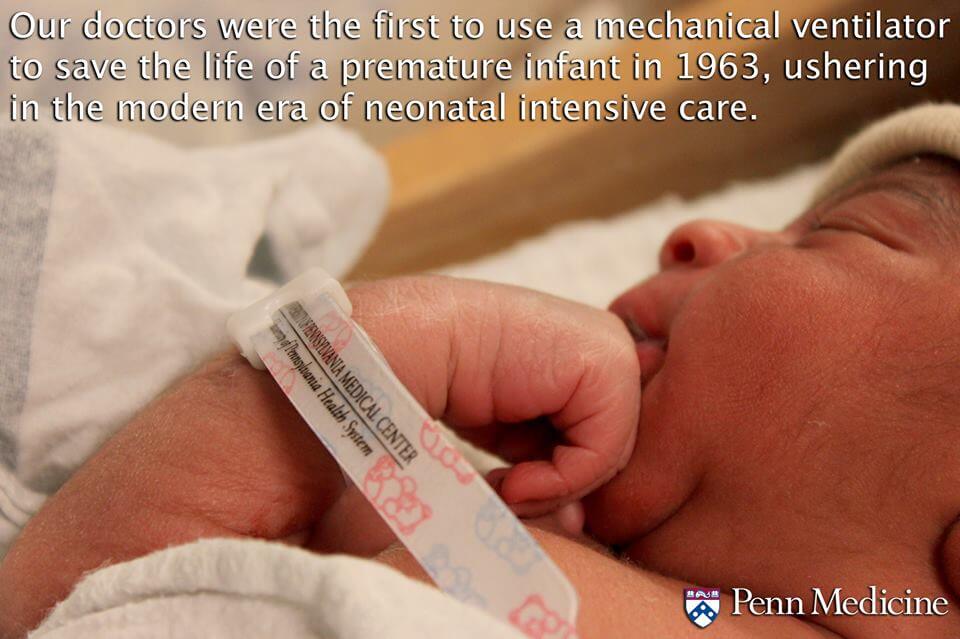 Our doctors were the first to use a mechanical ventilator
to save the life of a premature infant in 1963, ushering
in the modern era of neonatal intensive care.
PENNSYLVANIA MEDICAL CENTER
of Pennsylvania Health System
Penn Medicine